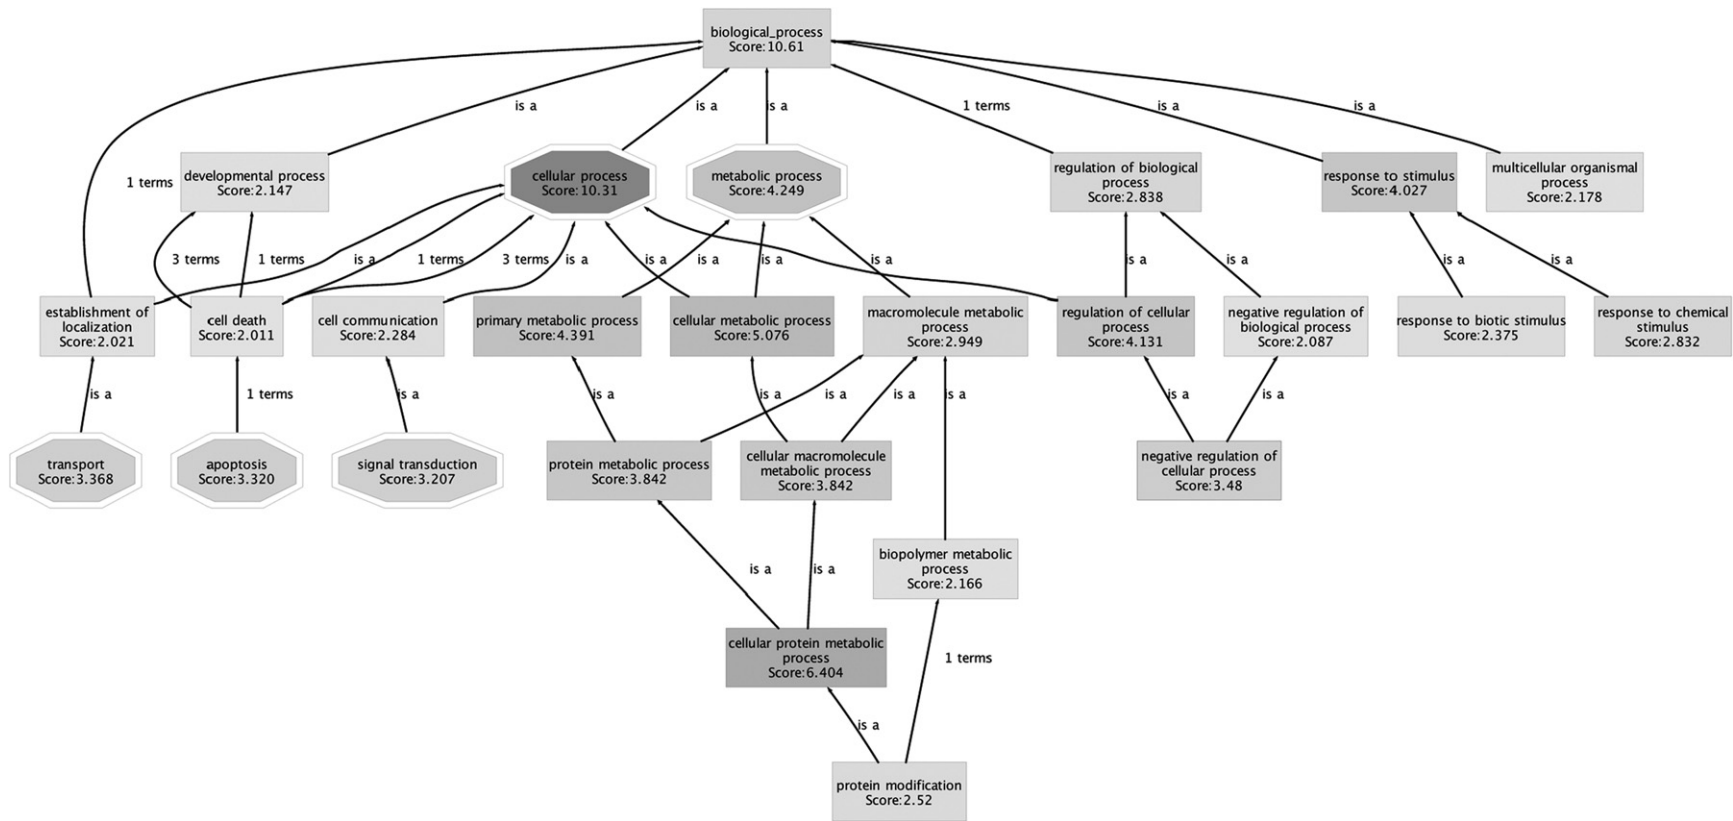 biological_process
Score:10.61
is a
is a
is a
1 terms
is a
is a
1 terms
developmental process
Score:2.147
cellular process
Score:10.31
metabolic process
Score:4.249
regulation of biological
process
Score:2.838
response to stimulus
Score:4.027
multicellular organismal
process
Score:2.178
3 terms
1 terms
is a
1 terms
3 terms
is a
is a
is a
is a
is a
is a
is a
is a
is a
establishment of
localization
Score:2.021
cell death
Score:2.011
cell communication
Score:2.284
primary metabolic process
Score:4.391
cellular metabolic process
Score:5.076
macromolecule metabolic
process
Score:2.949
regulation of cellular
process
Score:4.131
negative regulation of
biological process
Score:2.087
response to biotic stimulus
Score:2.375
response to chemical
stimulus
Score:2.832
is a
1 terms
is a
is a
is a
is a
is a
is a
is a
is a
transport
Score:3.368
apoptosis
Score:3.320
signal transduction
Score:3.207
protein metabolic process
Score:3.842
cellular macromolecule
metabolic process
Score:3.842
negative regulation of
cellular process
Score:3.48
is a
is a
biopolymer metabolic
process
Score:2.166
cellular protein metabolic
process
Score:6.404
1 terms
is a
protein modification
Score:2.52